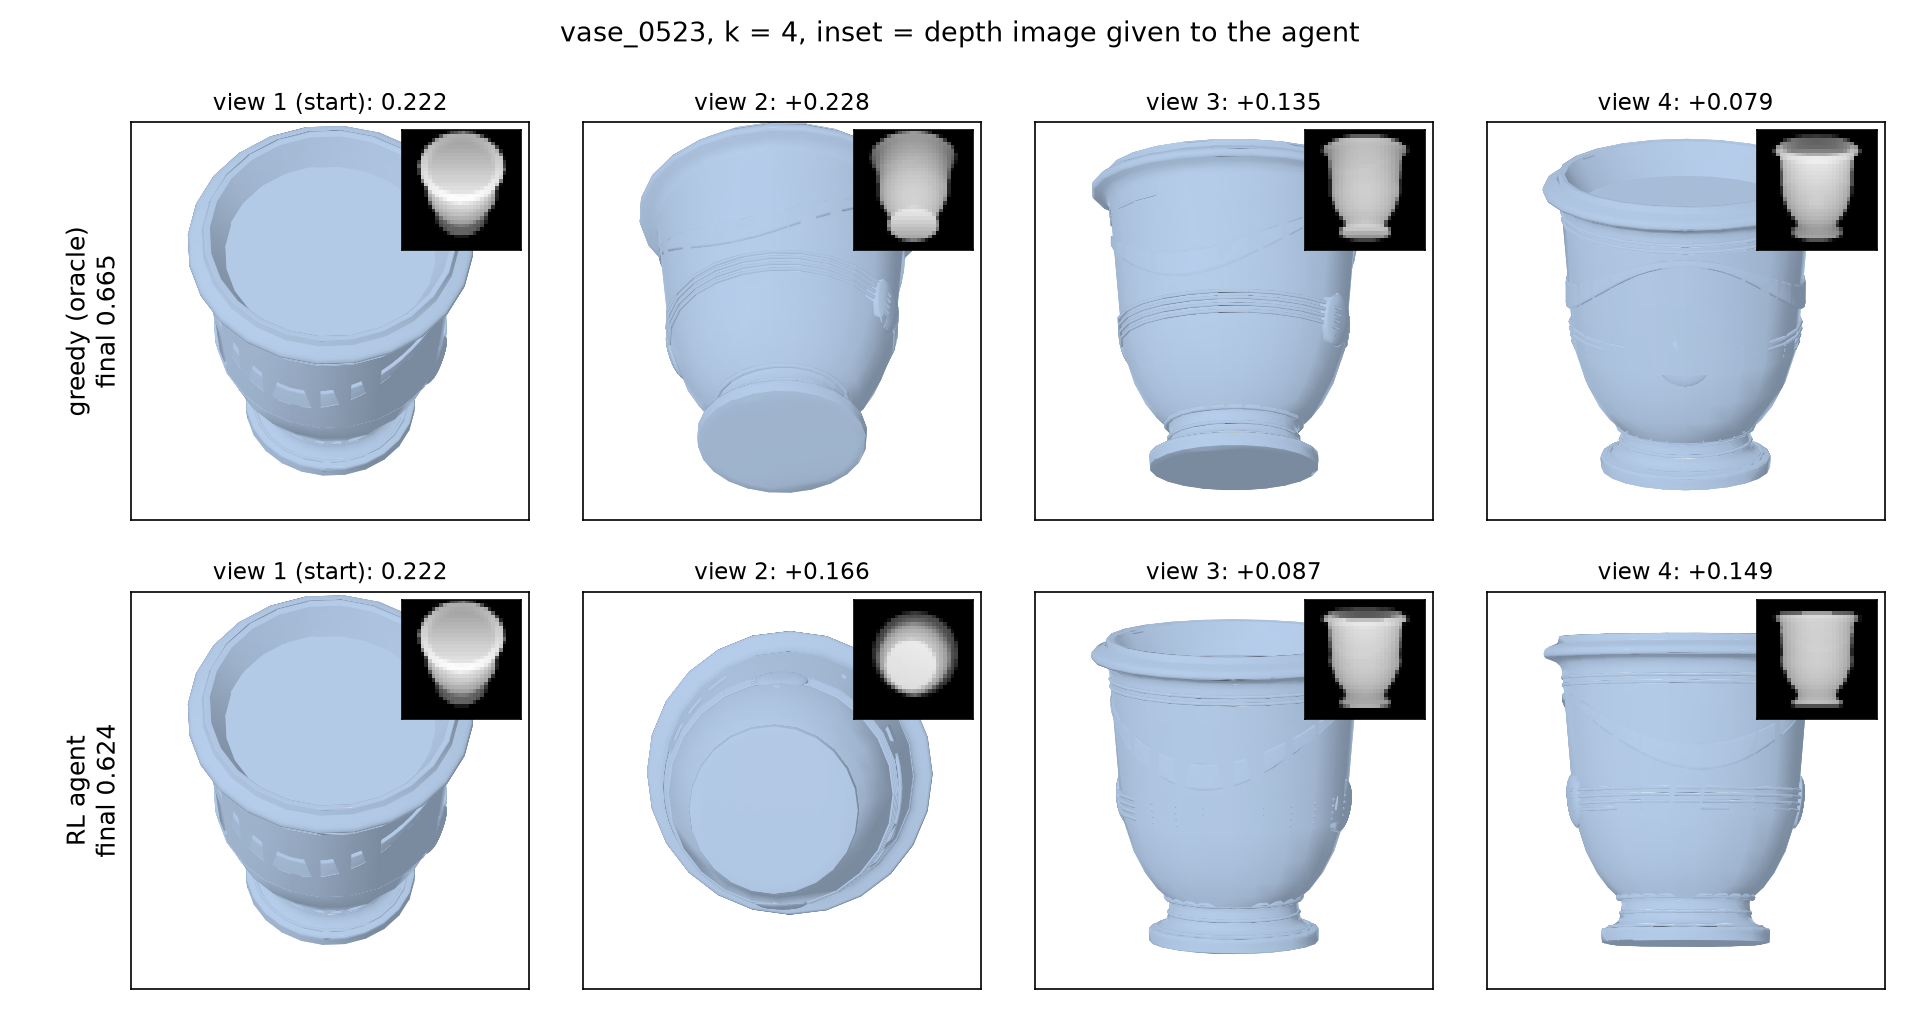 vase_0523, k = 4, inset = depth image given to the agent
view 1 (start): 0.222
view 2: +0.228
view 3: +0.135
view 4: +0.079
greedy (oracle)
final 0.665
view 1 (start): 0.222
view 2: +0.166
view 3: +0.087
view 4: +0.149
RL agent
final 0.624